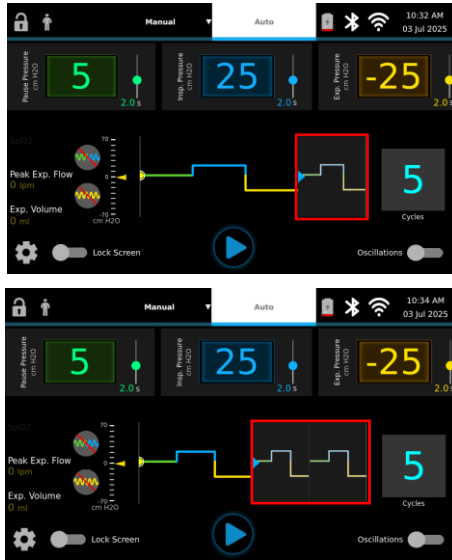 Manual ▼ Auto 10:32 AM
03 Jul 2025
Pause Pressure
cm H2O
5
2.0 s
Insp. Pressure
cm H2O
25
2.0 s
Exp. Pressure
cm H2O
-25
2.0 s
SpO2
Peak Exp. Flow
0 lpm
Exp. Volume
0 ml
70
0
-70
cm H2O
5
Cycles
Lock Screen
Oscillations
Manual ▼ Auto 10:34 AM
03 Jul 2025
Pause Pressure
cm H2O
5
2.0 s
Insp. Pressure
cm H2O
25
2.0 s
Exp. Pressure
cm H2O
-25
2.0
SpO2
Peak Exp. Flow
0 lpm
Exp. Volume
0 ml
70
0
-70
cm H2O
5
Cycles
Lock Screen
Oscillations